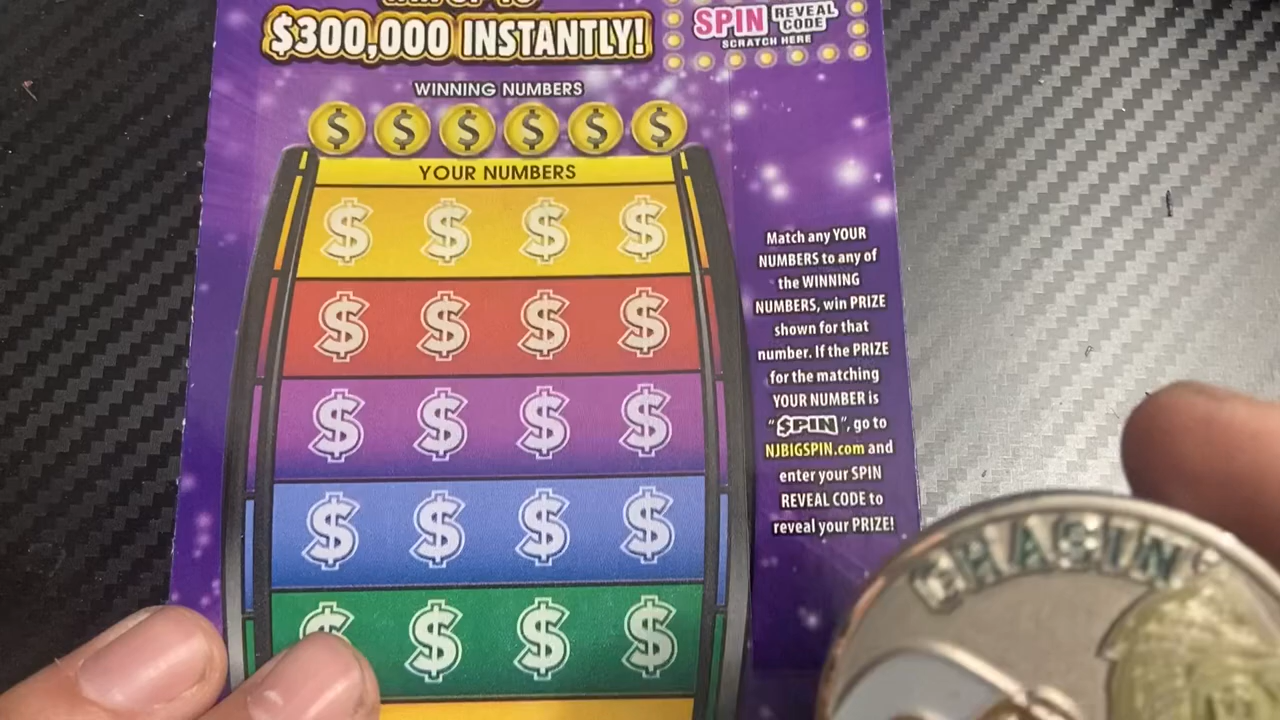 $300,000 INSTANTLY!
SPIN REVEAL CODE
SCRATCH HERE
WINNING NUMBERS
$ $ $ $ $ $
YOUR NUMBERS
$ $ $ $
$ $ $ $
$ $ $ $
$ $ $ $
$ $ $ $
Match any YOUR
NUMBERS to any of
the WINNING
NUMBERS, win PRIZE
shown for that
number. If the PRIZE
for the matching
YOUR NUMBER is
"$PIN", go to
NJBIGSPIN.com and
enter your SPIN
REVEAL CODE to
reveal your PRIZE!
CHASIN